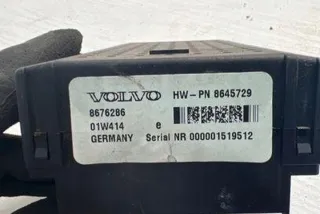 VOLVO HW-PN 8645729
8676286
01W414 e
GERMANY Serial NR 000001519512